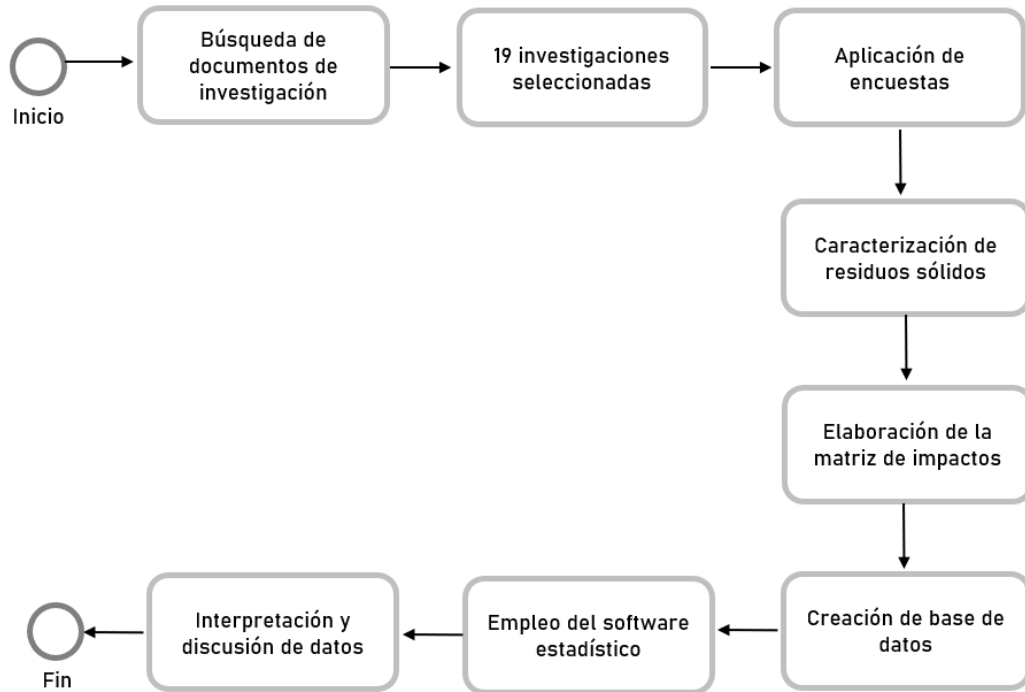 Inicio
Búsqueda de
documentos de
investigación
19 investigaciones
seleccionadas
Aplicación de
encuestas
Caracterización de
residuos sólidos
Elaboración de la
matriz de impactos
Creación de base de
datos
Empleo del software
estadístico
Interpretación y
discusión de datos
Fin